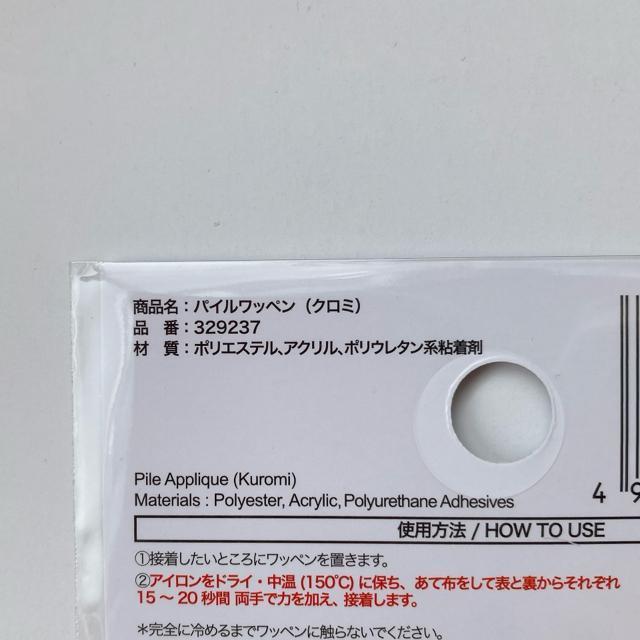 商品名：パイルワッペン（クロミ）
品　番：329237
材　質：ポリエステル、アクリル、ポリウレタン系粘着剤
Pile Applique (Kuromi)
Materials : Polyester, Acrylic, Polyurethane Adhesives
4 9
使用方法 / HOW TO USE
①接着したいところにワッペンを置きます。
②アイロンをドライ・中温（150℃）に保ち、あて布をして表と裏からそれぞれ
15～20秒間 両手で力を加え、接着します。
＊完全に冷めるまでワッペンに触らないでください。